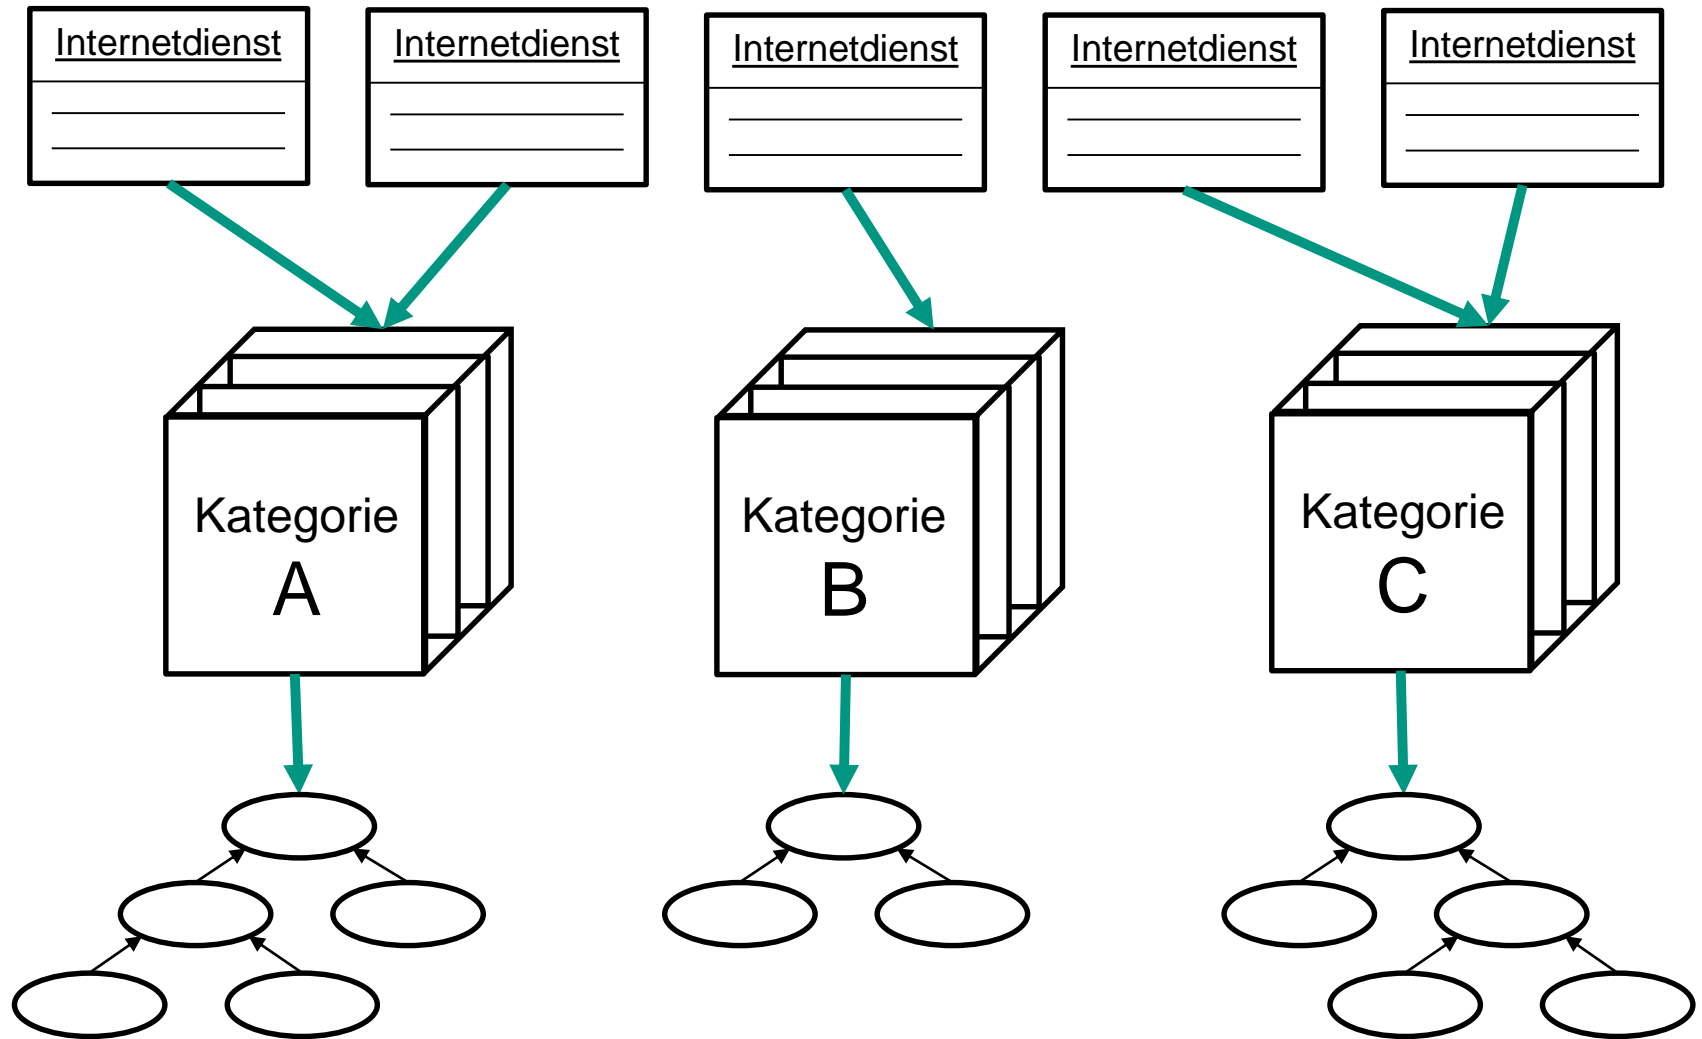 Internetdienst
Internetdienst
Internetdienst
Internetdienst
Internetdienst
Kategorie
A
Kategorie
B
Kategorie
C